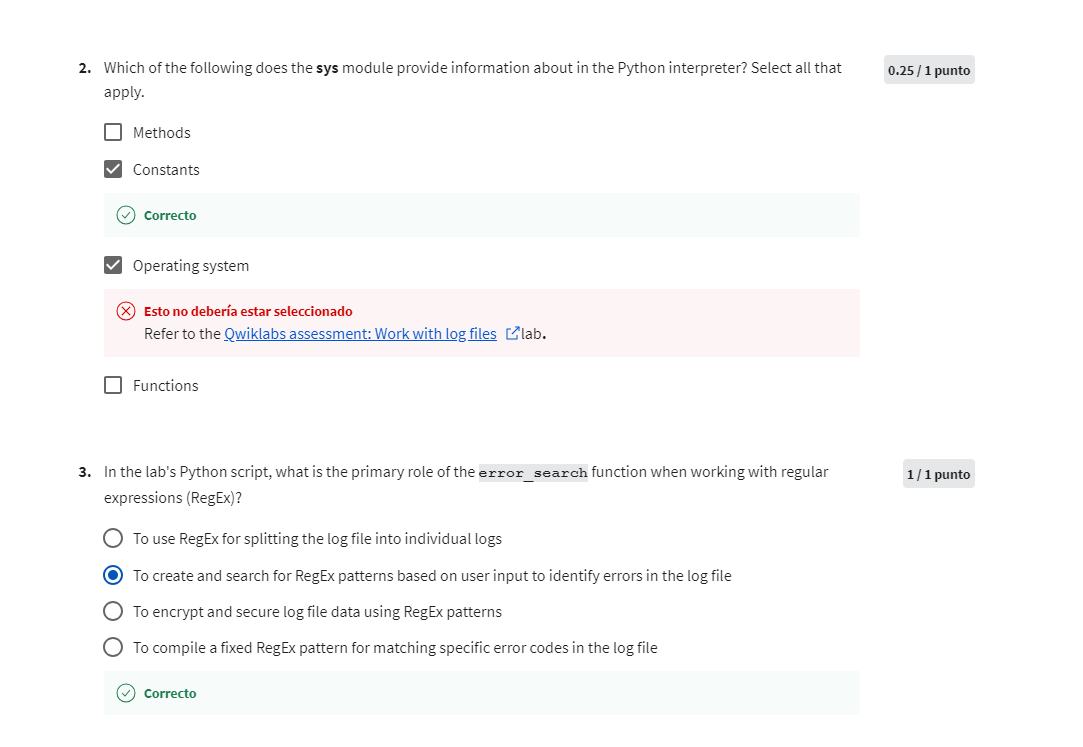 2. Which of the following does the sys module provide information about in the Python interpreter? Select all that
apply.
0.25 / 1 punto
Methods
Constants
Correcto
Operating system
Esto no debería estar seleccionado
Refer to the Qwiklabs assessment: Work with log files lab.
Functions
3. In the lab's Python script, what is the primary role of the error_search function when working with regular
expressions (RegEx)?
1 / 1 punto
To use RegEx for splitting the log file into individual logs
To create and search for RegEx patterns based on user input to identify errors in the log file
To encrypt and secure log file data using RegEx patterns
To compile a fixed RegEx pattern for matching specific error codes in the log file
Correcto